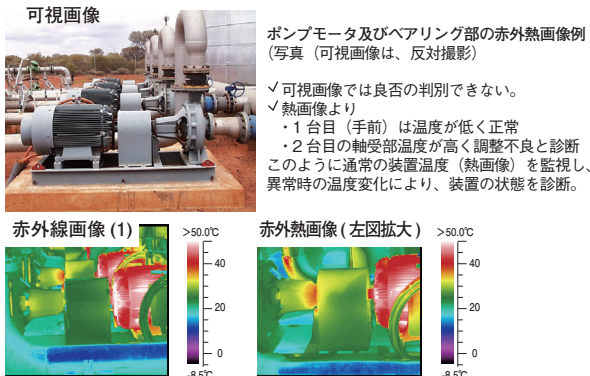 可視画像
ポンプモータ及びベアリング部の赤外熱画像例
(写真（可視画像は、反対撮影）
✓可視画像では良否の判別できない。
✓熱画像より
・1台目（手前）は温度が低く正常
・2台目の軸受部温度が高く調整不良と診断
このように通常の装置温度（熱画像）を監視し、
異常時の温度変化により、装置の状態を診断。
赤外線画像(1)
>50.0℃
40
20
0
-8.5℃
赤外熱画像(左図拡大)
>50.0℃
40
20
0
-8.5℃